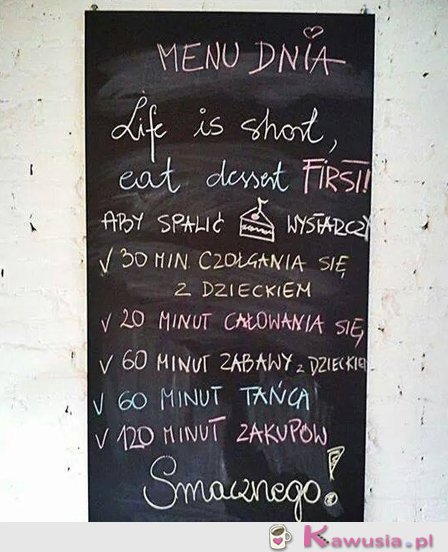 MENU DNIA
Life is short,
eat dessert FIRST!
ABY SPALIĆ WYSTARCZY
√ 30 MIN CZOŁGANIA SIĘ
Z DZIECKIEM
√ 20 MINUT CAŁOWANIA SIĘ
√ 60 MINUT ZABAWY z DZIECKIEM
√ 60 MINUT TAŃCA
√ 120 MINUT ZAKUPÓW
Smacznego!
Kawusia.pl